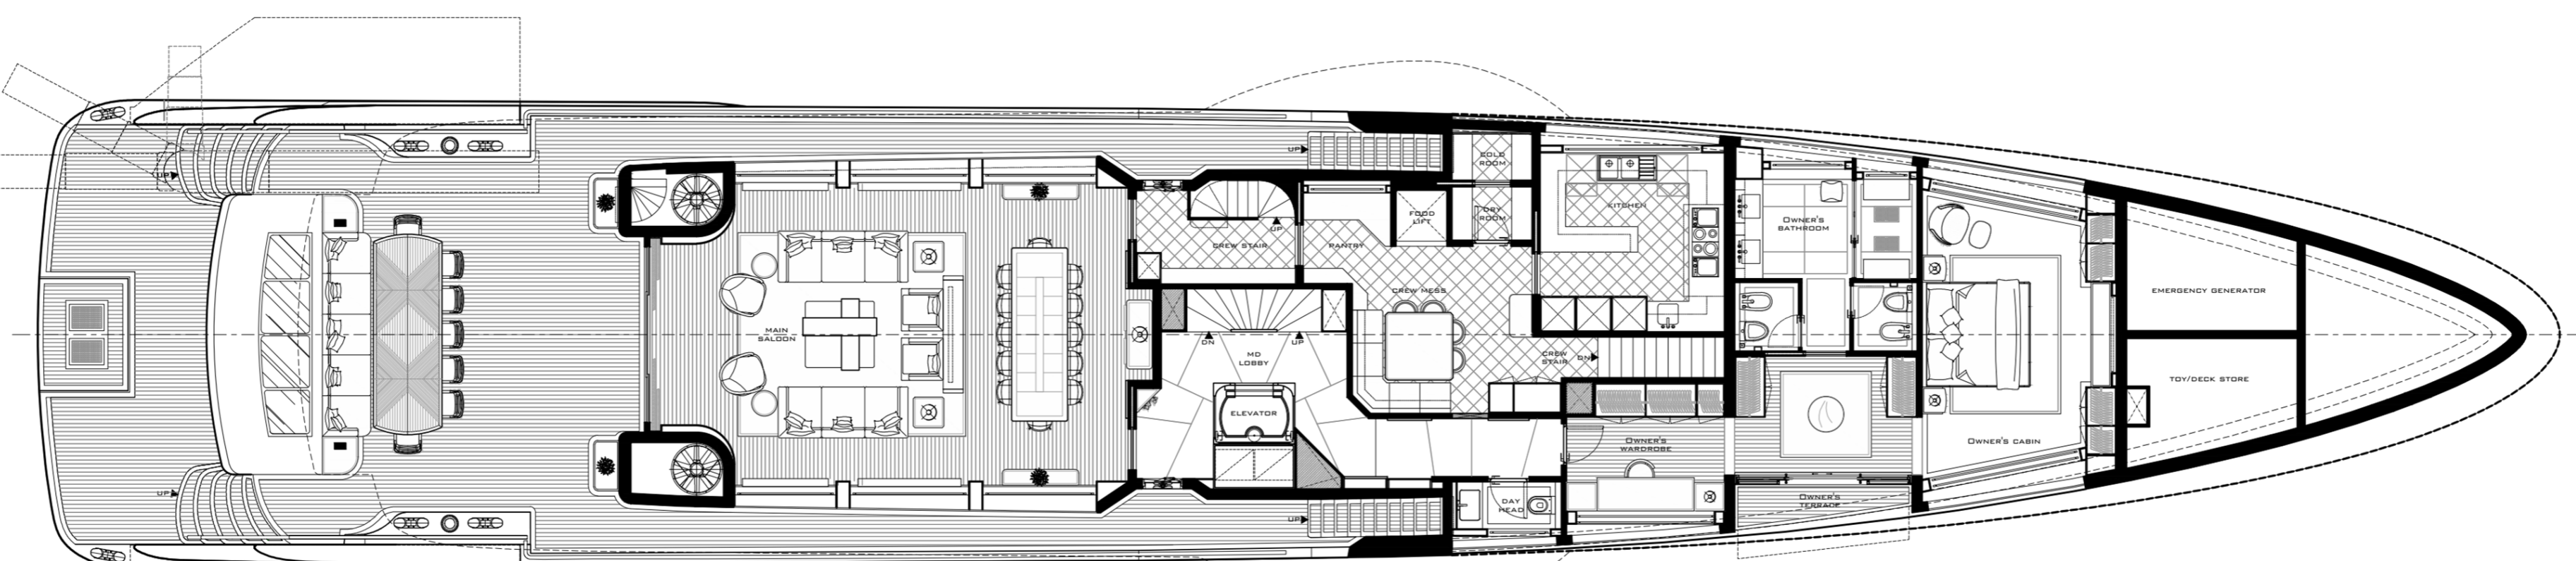 UP
UP
MAIN
SALOON
CREW STAIR
UP
DN
UP
MD
LOBBY
ELEVATOR
UP
UP
PANTRY
FOOD
LIFT
COLD
ROOM
DRY
ROOM
CREW MESS
KITCHEN
CREW
STAIR
DN
DAY
HEAD
OWNER'S
WARDROBE
OWNER'S
BATHROOM
OWNER'S
TERRACE
OWNER'S CABIN
EMERGENCY GENERATOR
TOY/DECK STORE